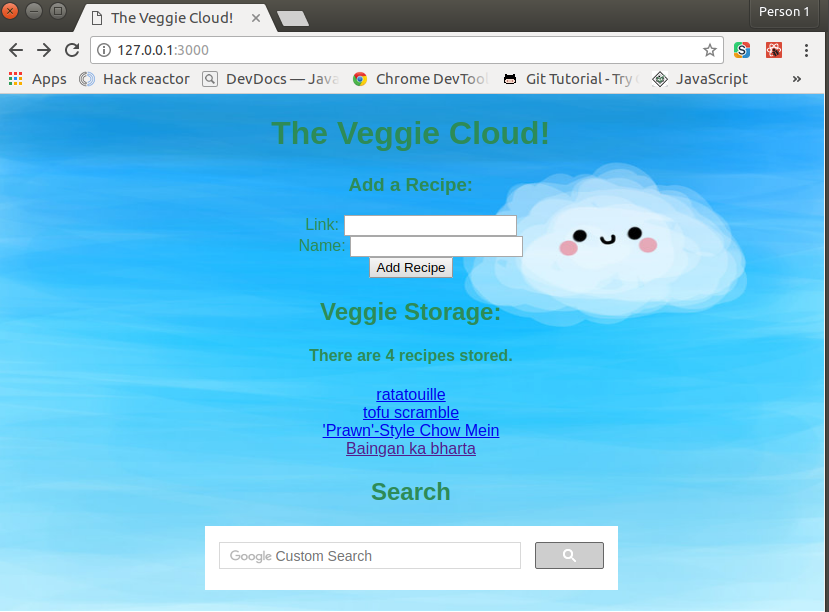 The Veggie Cloud!
Person 1
127.0.0.1:3000
Apps Hack reactor DevDocs — Java Chrome DevTool Git Tutorial - Try JavaScript »
The Veggie Cloud!
Add a Recipe:
Link:
Name:
Add Recipe
Veggie Storage:
There are 4 recipes stored.
ratatouille
tofu scramble
'Prawn'-Style Chow Mein
Baingan ka bharta
Search
Google Custom Search